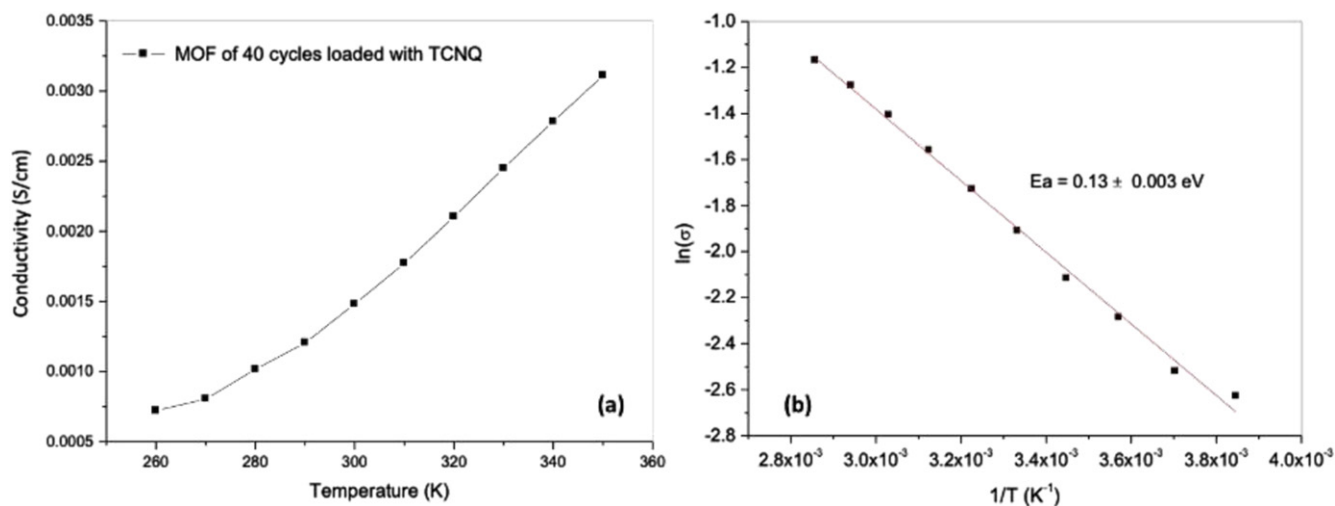 0.0035
0.0030
0.0025
0.0020
0.0015
0.0010
0.0005
Conductivity (S/cm)
MOF of 40 cycles loaded with TCNQ
(a)
260 280 300 320 340 360
Temperature (K)
-1.0
-1.2
-1.4
-1.6
-1.8
-2.0
-2.2
-2.4
-2.6
-2.8
ln(σ)
Ea = 0.13 ± 0.003 eV
(b)
2.8x10⁻³ 3.0x10⁻³ 3.2x10⁻³ 3.4x10⁻³ 3.6x10⁻³ 3.8x10⁻³ 4.0x10⁻³
1/T (K⁻¹)